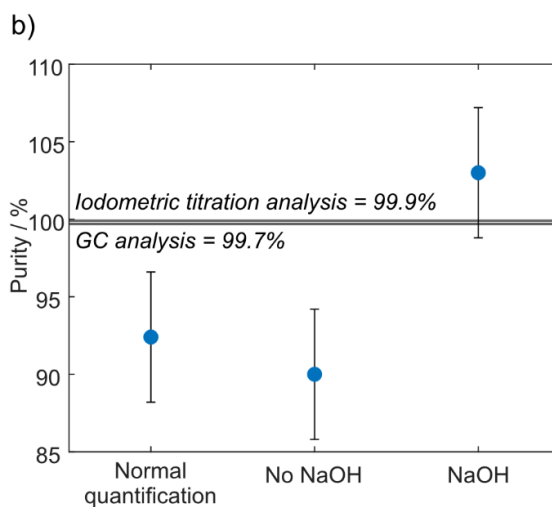 b)
110
105
100
95
90
85
Purity / %
Iodometric titration analysis = 99.9%
GC analysis = 99.7%
Normal
quantification
No NaOH
NaOH